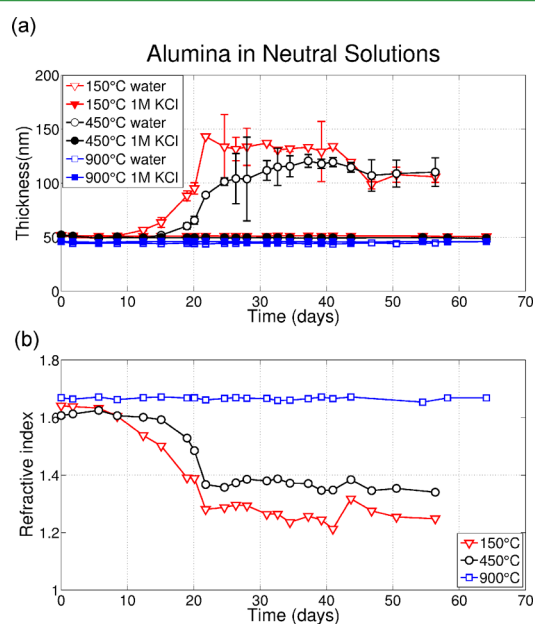 (a)
Alumina in Neutral Solutions
200
150
100
50
0
Thickness(nm)
150°C water
150°C 1M KCl
450°C water
450°C 1M KCl
900°C water
900°C 1M KCl
0 10 20 30 40 50 60 70
Time (days)
(b)
1.8
1.6
1.4
1.2
1
Refractive index
150°C
450°C
900°C
0 10 20 30 40 50 60 70
Time (days)